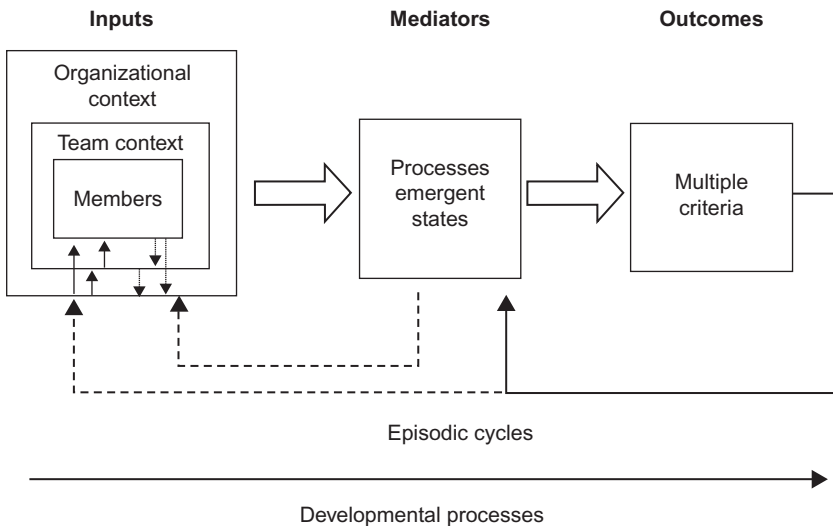 Inputs
Mediators
Outcomes
Organizational
context
Team context
Members
Processes
emergent
states
Multiple
criteria
Episodic cycles
Developmental processes